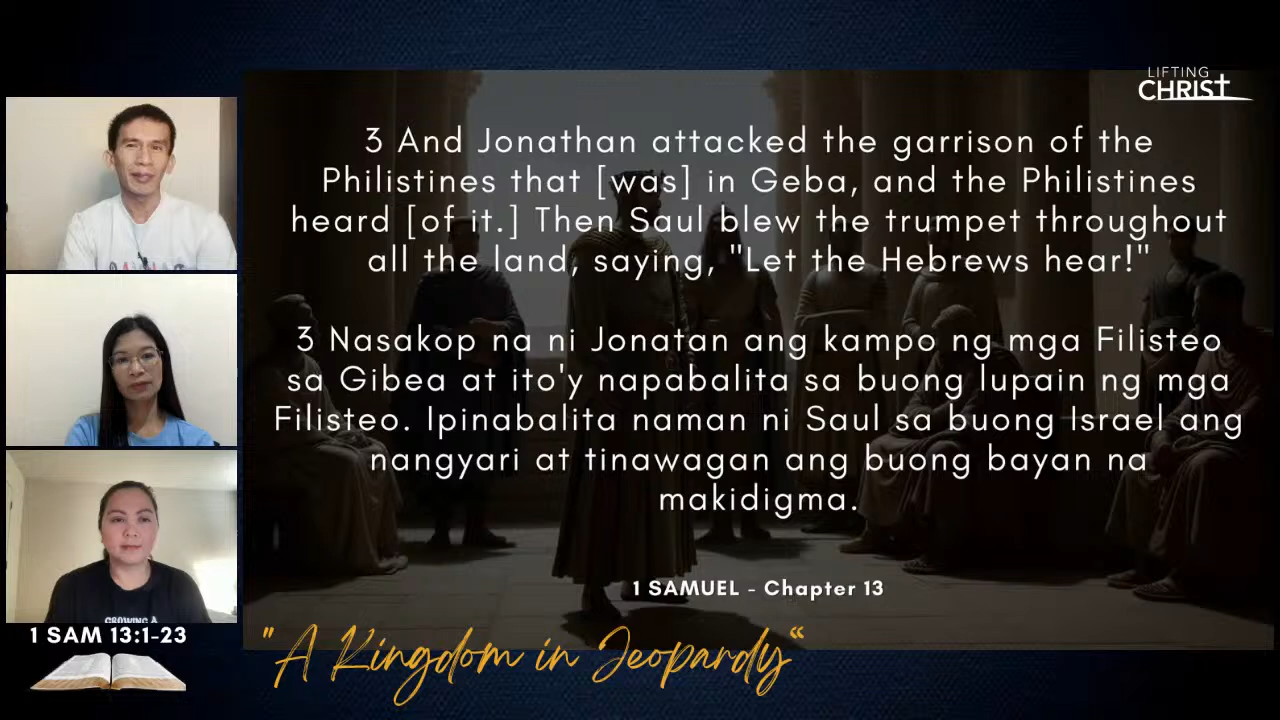 LIFTING
CHRIST
3 And Jonathan attacked the garrison of the
Philistines that [was] in Geba, and the Philistines
heard [of it.] Then Saul blew the trumpet throughout
all the land, saying, "Let the Hebrews hear!"
3 Nasakop na ni Jonatan ang kampo ng mga Filisteo
sa Gibea at ito'y napabalita sa buong lupain ng mga
Filisteo. Ipinabalita naman ni Saul sa buong Israel ang
nangyari at tinawagan ang buong bayan na
makidigma.
1 SAMUEL - Chapter 13
GROWING A
1 SAM 13:1-23
"A Kingdom in Jeopardy“